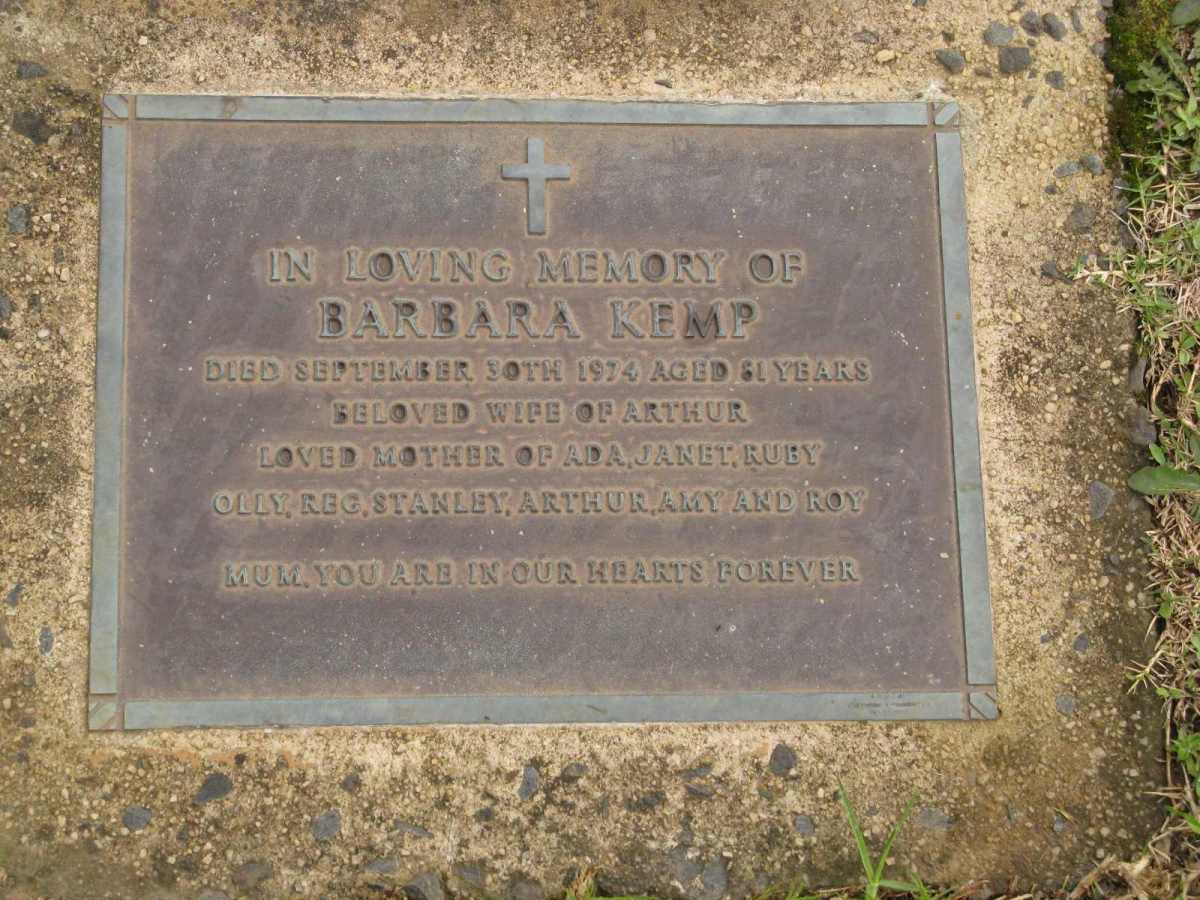 IN LOVING MEMORY OF
BARBARA KEMP
DIED SEPTEMBER 30TH 1974 AGED 61 YEARS
BELOVED WIFE OF ARTHUR
LOVED MOTHER OF ADA, JANET, RUBY
OLLY, REG, STANLEY, ARTHUR, AMY AND ROY
MUM, YOU ARE IN OUR HEARTS FOREVER